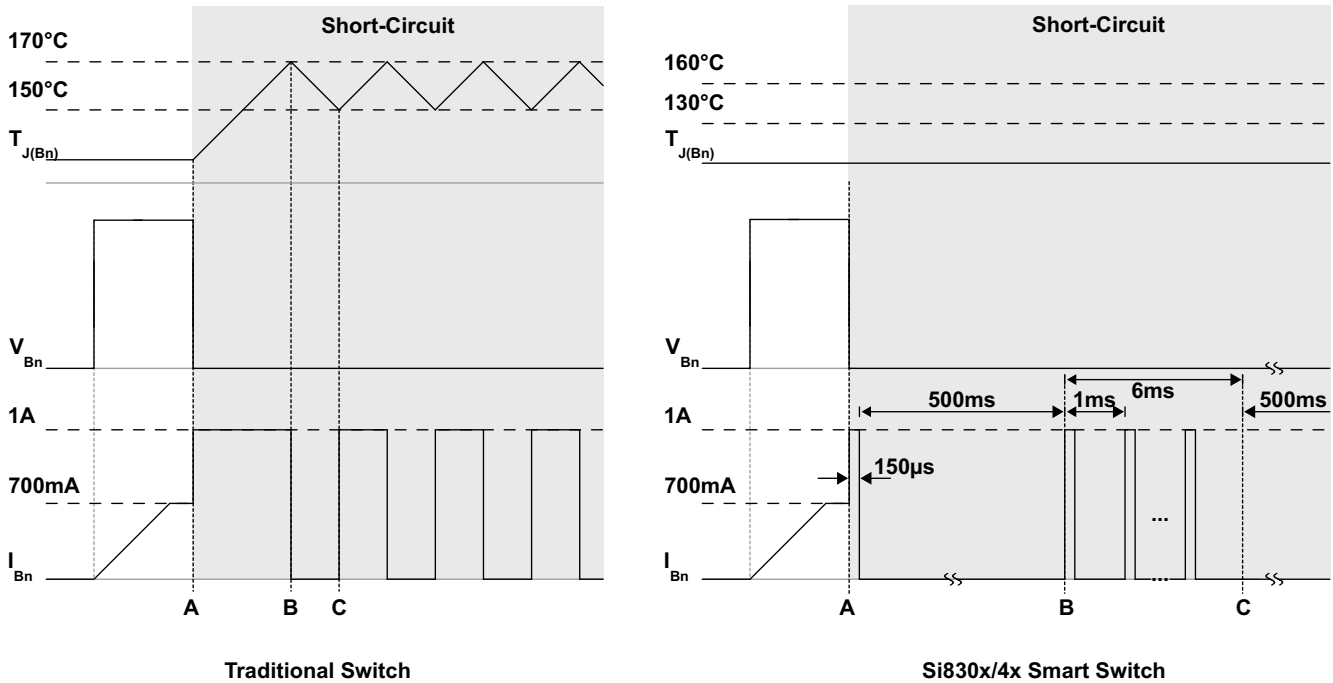 Short-Circuit
170°C
150°C
T J(Bn)
V Bn
1A
700mA
I Bn
A B C
Traditional Switch
Short-Circuit
160°C
130°C
T J(Bn)
V Bn
6ms
500ms 1ms 500ms
1A
150µs
700mA
...
...
I Bn
A B C
Si830x/4x Smart Switch